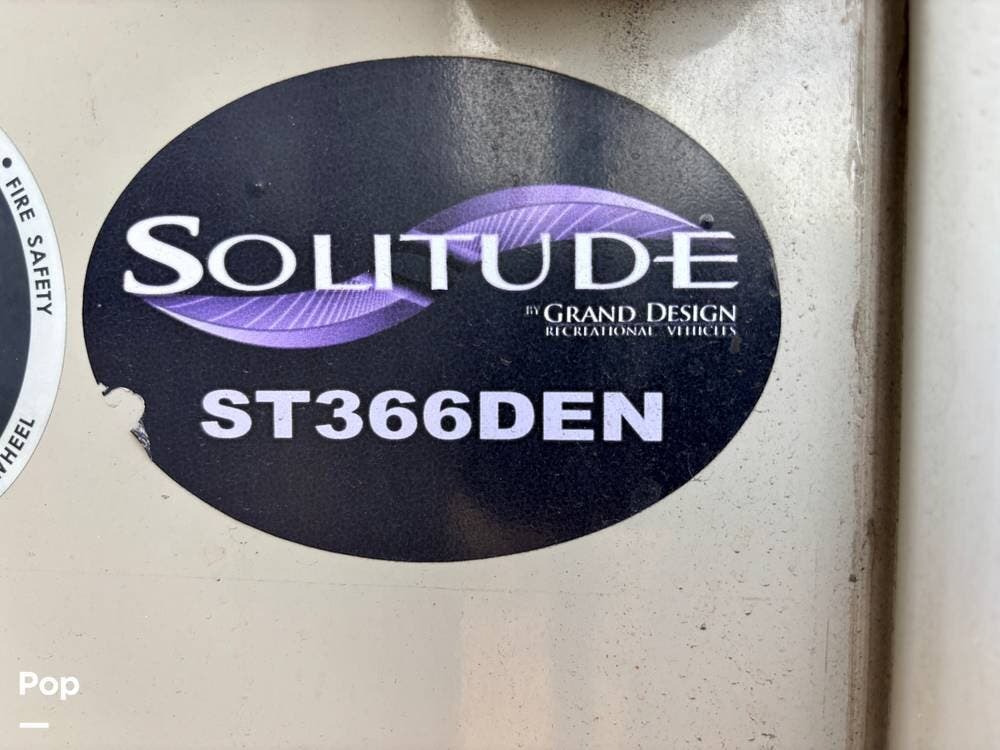 • FIRE SAFETY
WHEEL
SOLITUDE
BY GRAND DESIGN
RECREATIONAL VEHICLES
ST366DEN
Pop